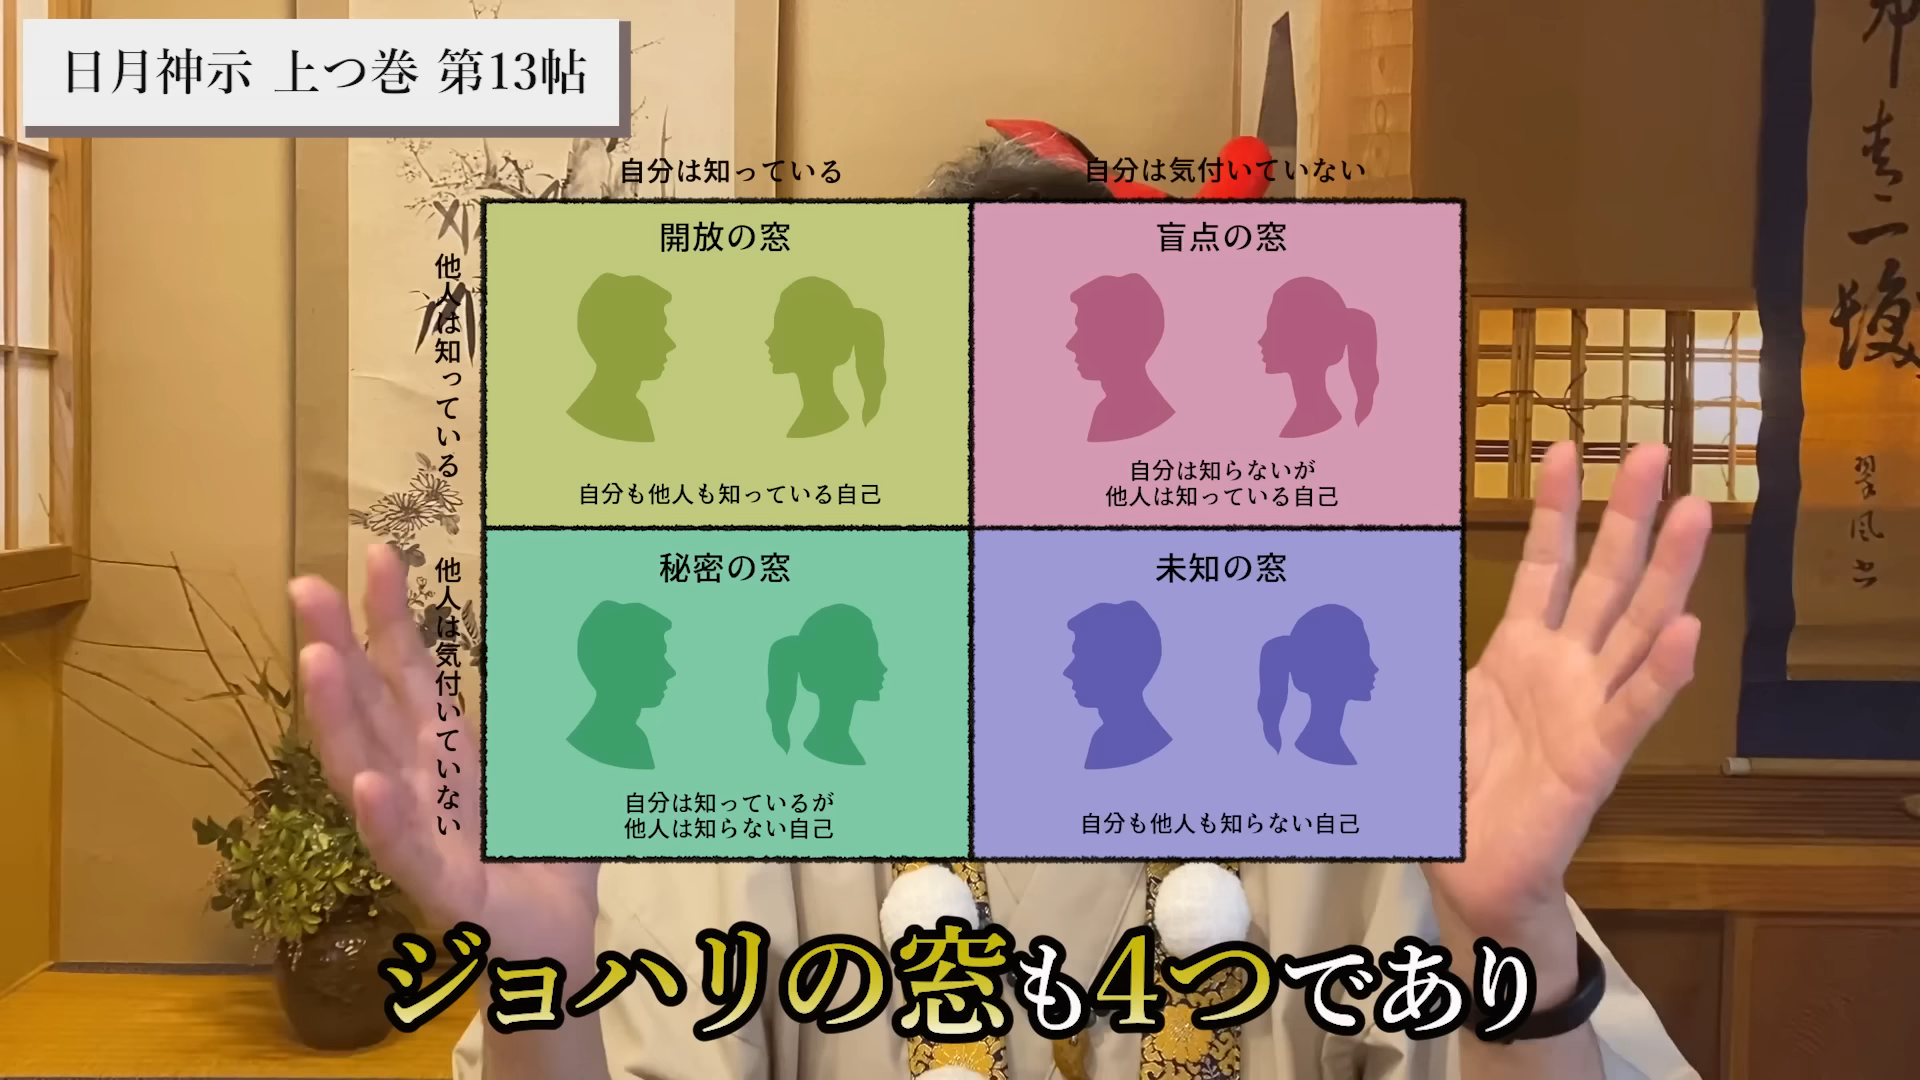 日月神示 上つ巻 第13帖
自分は知っている
自分は気付いていない
他人は知っている
他人は気付いていない
開放の窓
自分も他人も知っている自己
盲点の窓
自分は知らないが
他人は知っている自己
秘密の窓
自分は知っているが
他人は知らない自己
未知の窓
自分も他人も知らない自己
ジョハリの窓も4つであり